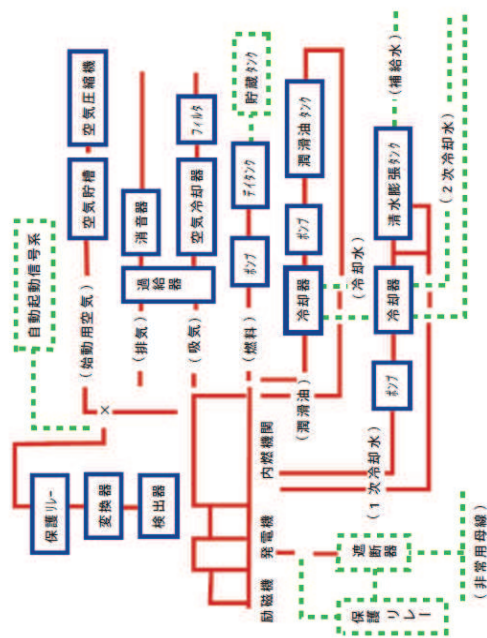 自動起動信号系
空気圧縮機
空気貯槽
(始動用空気)
消音器
(排気)
過給器
フィルタ
空気冷却器
(吸気)
貯蔵タンク
デイタンク
ポンプ
(燃料)
潤滑油タンク
ポンプ
冷却器
(潤滑油)
(冷却水)
(補給水)
清水膨張タンク
冷却器
ポンプ
(2次冷却水)
(1次冷却水)
保護リレー
変換器
検出器
×
励磁機
発電機
内燃機関
遮断器
保護リレー
(非常用母線)